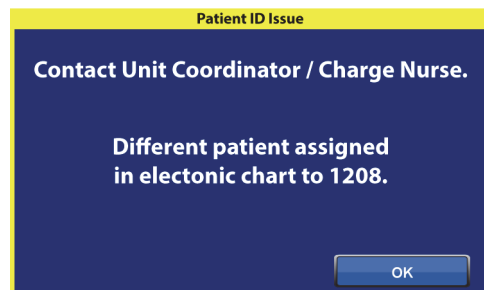 Patient ID Issue
Contact Unit Coordinator / Charge Nurse.
Different patient assigned
in electonic chart to 1208.
OK